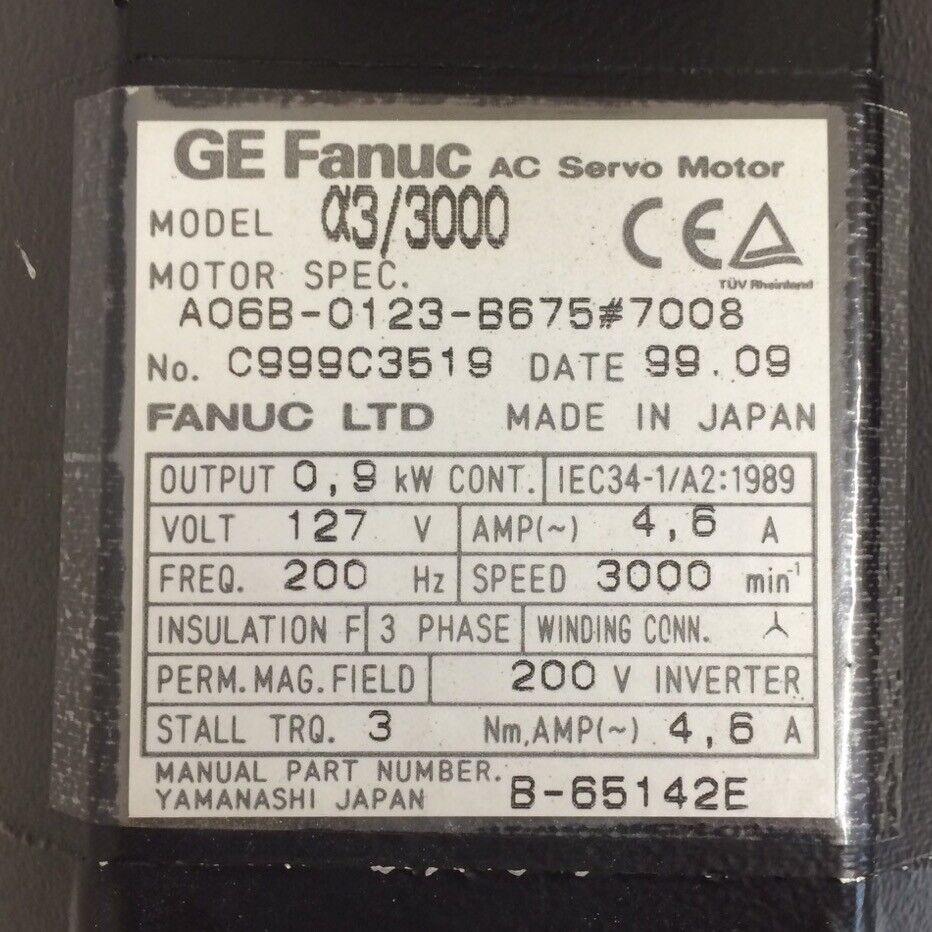 GE Fanuc AC Servo Motor
MODEL α3/3000
CE
TÜV Rheinland
MOTOR SPEC.
A06B-0123-B675#7008
No. C999C3519 DATE 99.09
FANUC LTD MADE IN JAPAN
OUTPUT 0,9 kW CONT. IEC34-1/A2:1989
VOLT 127 V AMP(~) 4,6 A
FREQ. 200 Hz SPEED 3000 min⁻¹
INSULATION F 3 PHASE WINDING CONN. ⅄
PERM.MAG.FIELD 200 V INVERTER
STALL TRQ. 3 Nm,AMP(~) 4,6 A
MANUAL PART NUMBER.
YAMANASHI JAPAN B-65142E